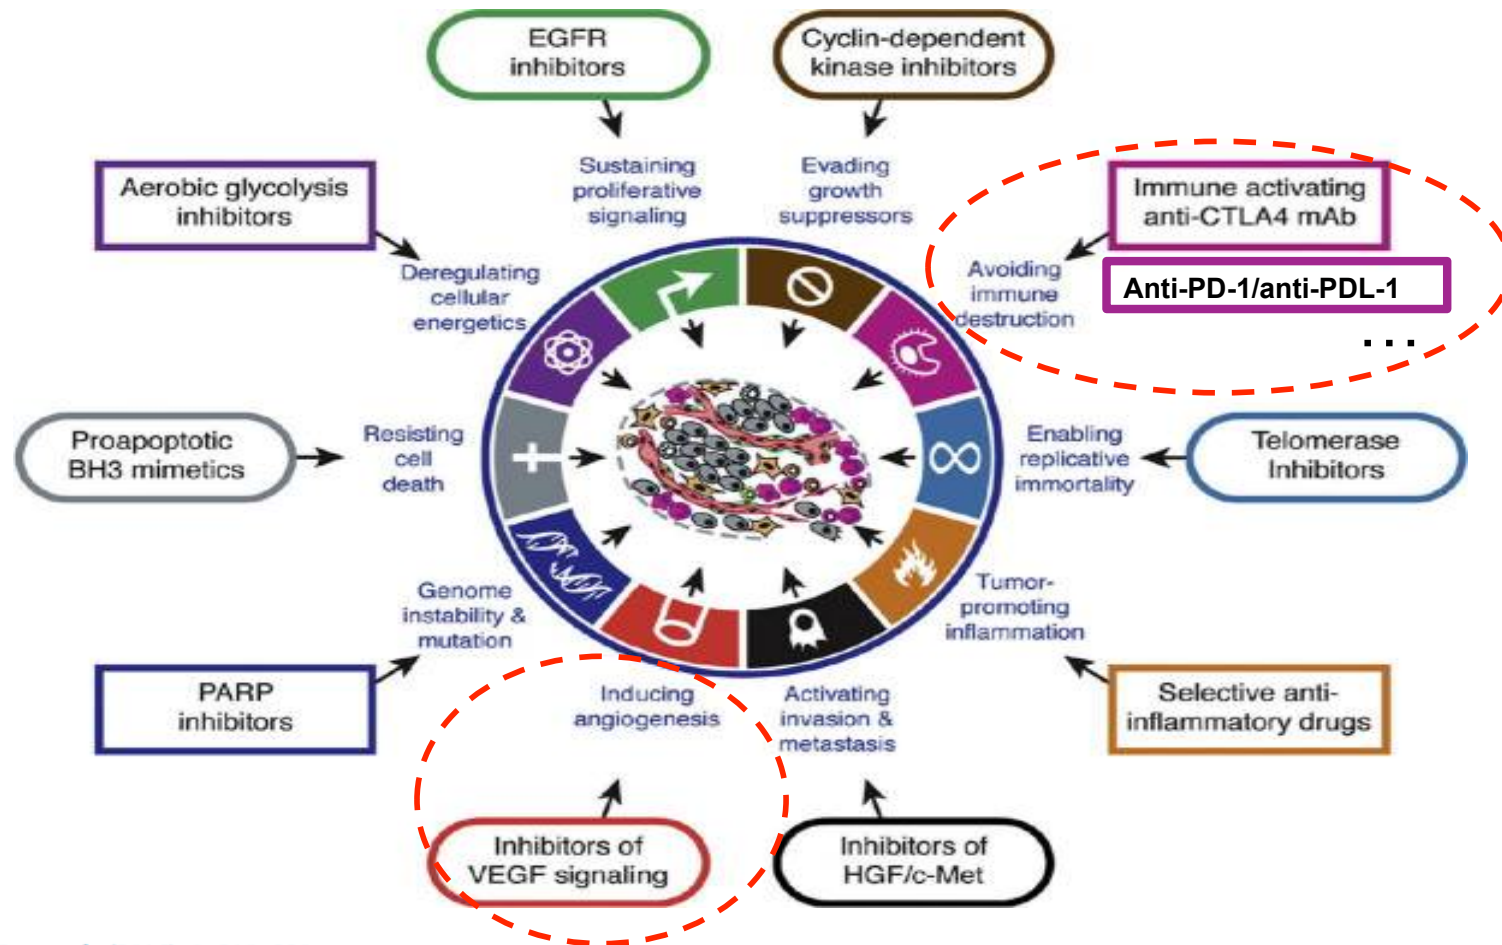 EGFR
inhibitors
Cyclin-dependent
kinase inhibitors
Sustaining
proliferative
signaling
Evading
growth
suppressors
Aerobic glycolysis
inhibitors
Immune activating
anti-CTLA4 mAb
Deregulating
cellular
energetics
Avoiding
immune
destruction
Anti-PD-1/anti-PDL-1
...
Proapoptotic
BH3 mimetics
Resisting
cell
death
Enabling
replicative
immortality
Telomerase
Inhibitors
Genome
instability &
mutation
Tumor-
promoting
inflammation
PARP
inhibitors
Inducing
angiogenesis
Activating
invasion &
metastasis
Selective anti-
inflammatory drugs
Inhibitors of
VEGF signaling
Inhibitors of
HGF/c-Met